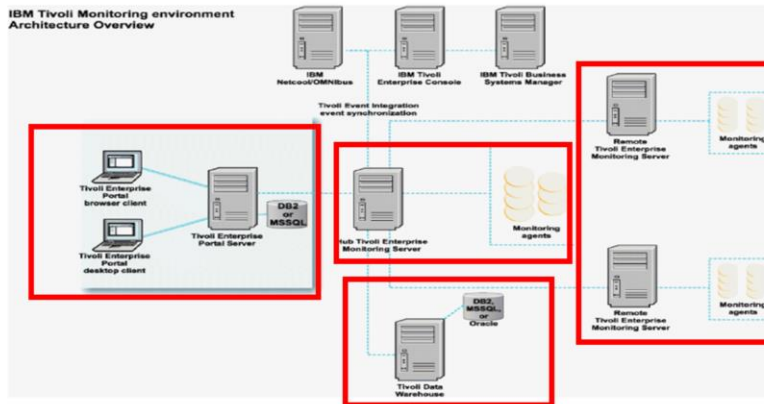 IBM Tivoli Monitoring environment
Architecture Overview
IBM
Netcool/OMNIbus
IBM Tivoli
Enterprise Console
IBM Tivoli Business
Systems Manager
Tivoli Event Integration
event synchronization
Remote
Tivoli Enterprise
Monitoring Server
Monitoring
agents
Tivoli Enterprise
Portal
browser client
Tivoli Enterprise
Portal Server
DB2
or
MSSQL
Tivoli Enterprise
Portal
desktop client
Hub Tivoli Enterprise
Monitoring Server
Monitoring
agents
Remote
Tivoli Enterprise
Monitoring Server
Monitoring
agents
DB2,
MSSQL,
or
Oracle
Tivoli Data
Warehouse